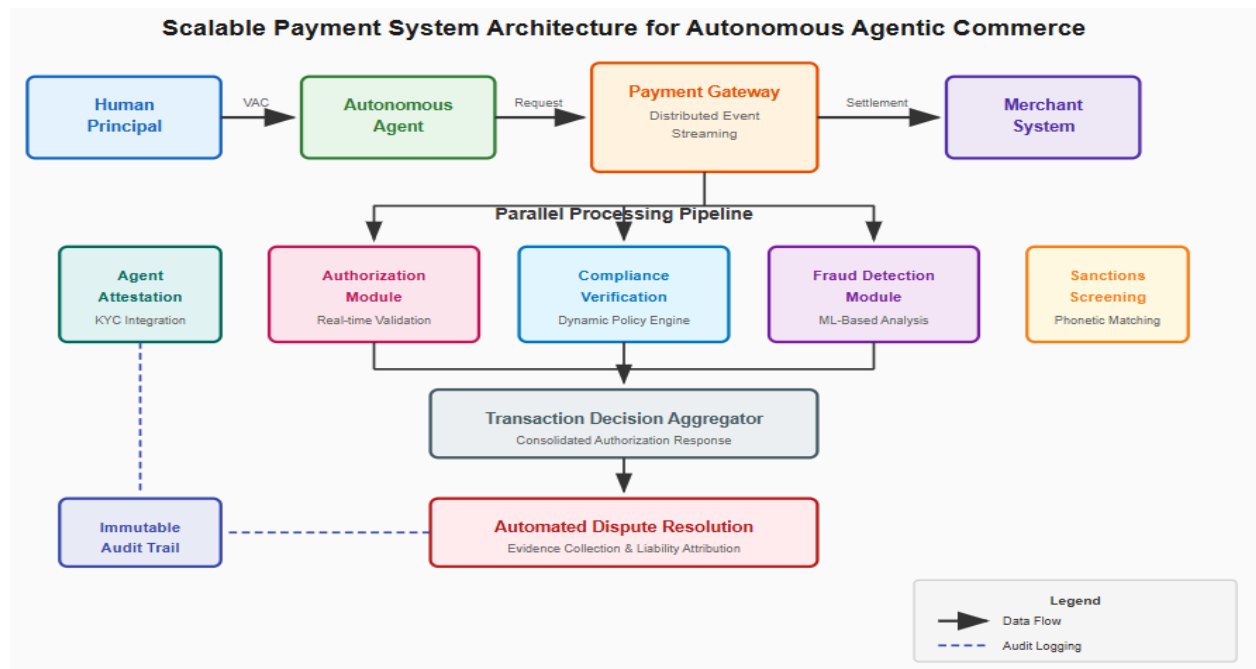 Scalable Payment System Architecture for Autonomous Agentic Commerce
Human
Principal
VAC
Autonomous
Agent
Request
Payment Gateway
Distributed Event
Streaming
Settlement
Merchant
System
Parallel Processing Pipeline
Agent
Attestation
KYC Integration
Authorization
Module
Real-time Validation
Compliance
Verification
Dynamic Policy Engine
Fraud Detection
Module
ML-Based Analysis
Sanctions
Screening
Phonetic Matching
Transaction Decision Aggregator
Consolidated Authorization Response
Immutable
Audit Trail
Automated Dispute Resolution
Evidence Collection & Liability Attribution
Legend
Data Flow
Audit Logging